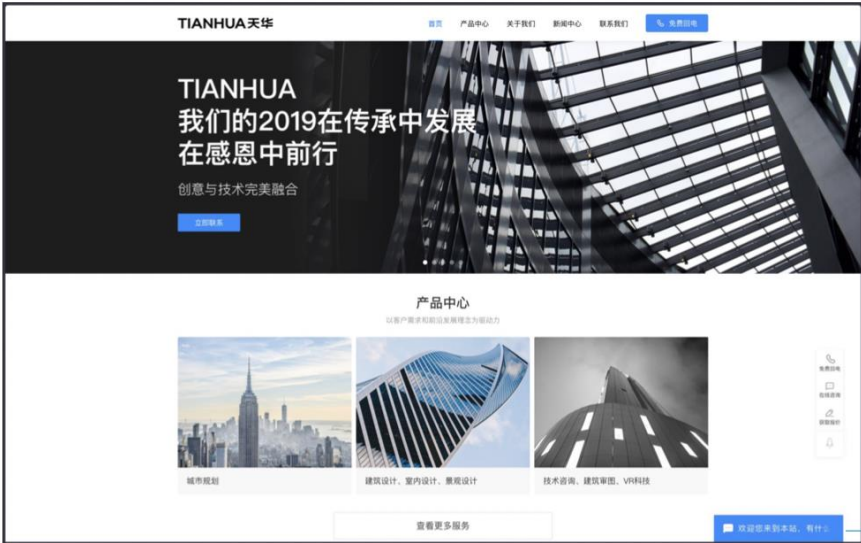 TIANHUA天华
首页 产品中心 关于我们 新闻中心 联系我们 免费回电
TIANHUA
我们的2019在传承中发展
在感恩中前行
创意与技术完美融合
立即联系
产品中心
以客户需求和前沿发展理念为驱动力
城市规划
建筑设计、室内设计、景观设计
技术咨询、建筑审图、VR科技
免费回电
在线咨询
获取报价
查看更多服务
欢迎您来到本站，有什么